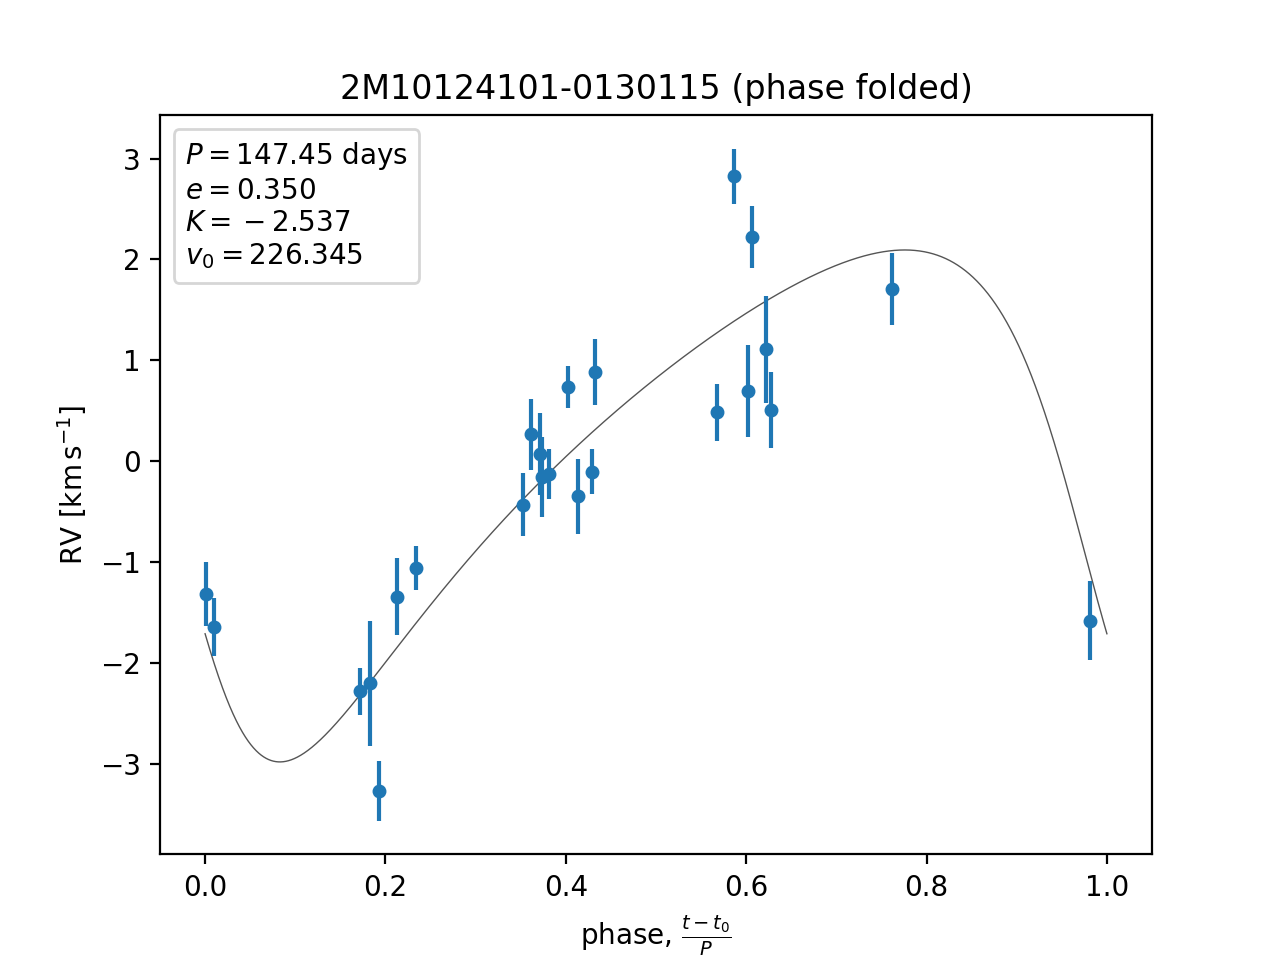 2M10124101-0130115 (phase folded)
P = 147.45 days
e = 0.350
K = −2.537
v₀ = 226.345
3
2
1
0
−1
−2
−3
RV [km s⁻¹]
0.0 0.2 0.4 0.6 0.8 1.0
phase, (t − t₀)/P